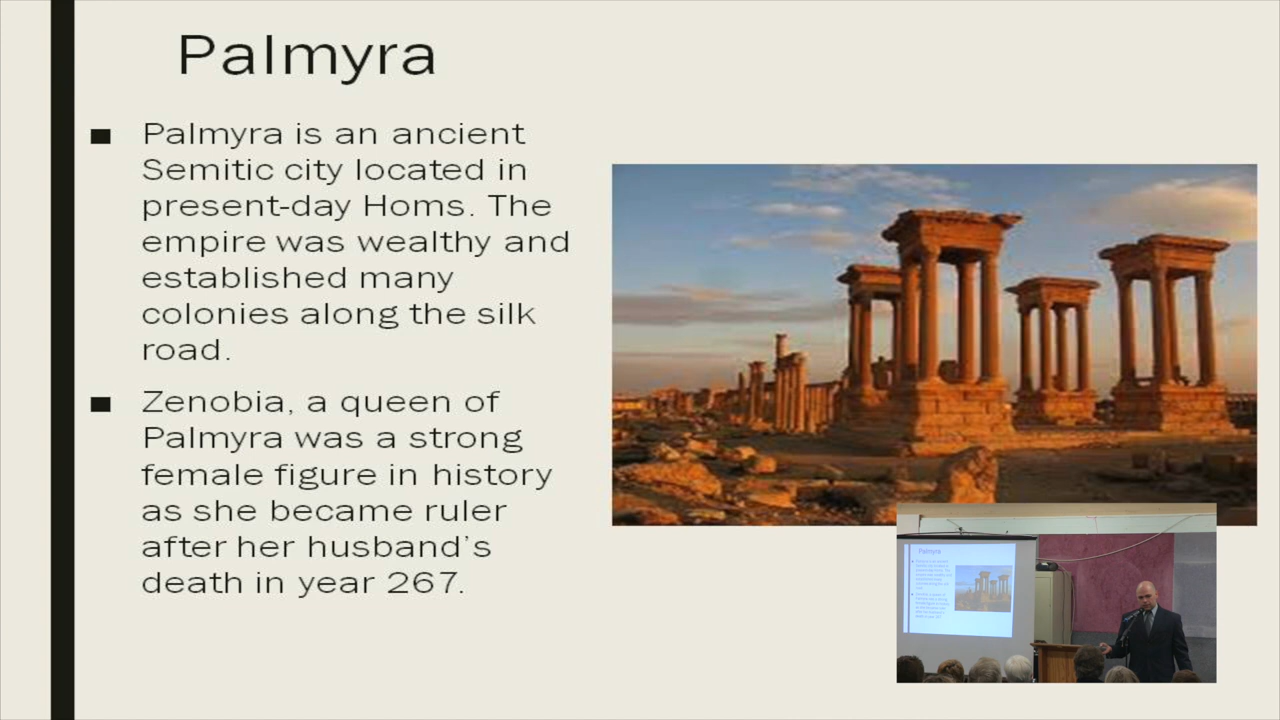 Palmyra
Palmyra is an ancient
Semitic city located in
present-day Homs. The
empire was wealthy and
established many
colonies along the silk
road.
Zenobia, a queen of
Palmyra was a strong
female figure in history
as she became ruler
after her husband's
death in year 267.
Palmyra